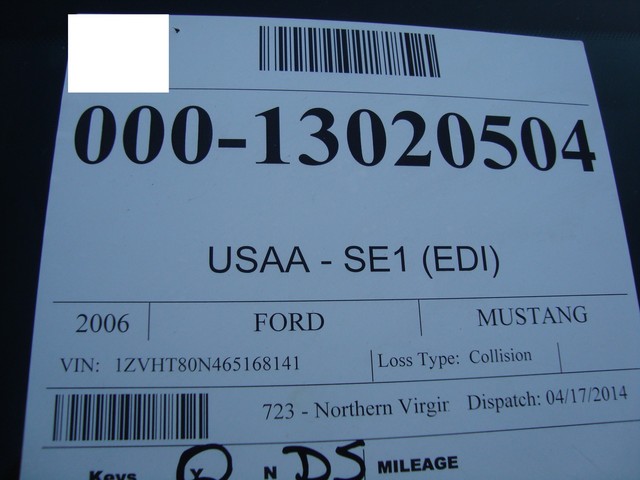 000-13020504
USAA - SE1 (EDI)
2006 FORD MUSTANG
VIN: 1ZVHT80N465168141 Loss Type: Collision
723 - Northern Virgir Dispatch: 04/17/2014
Keys Y N DS MILEAGE